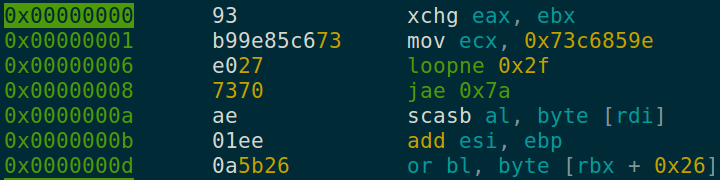 0x00000000 93 xchg eax, ebx
0x00000001 b99e85c673 mov ecx, 0x73c6859e
0x00000006 e027 loopne 0x2f
0x00000008 7370 jae 0x7a
0x0000000a ae scasb al, byte [rdi]
0x0000000b 01ee add esi, ebp
0x0000000d 0a5b26 or bl, byte [rbx + 0x26]